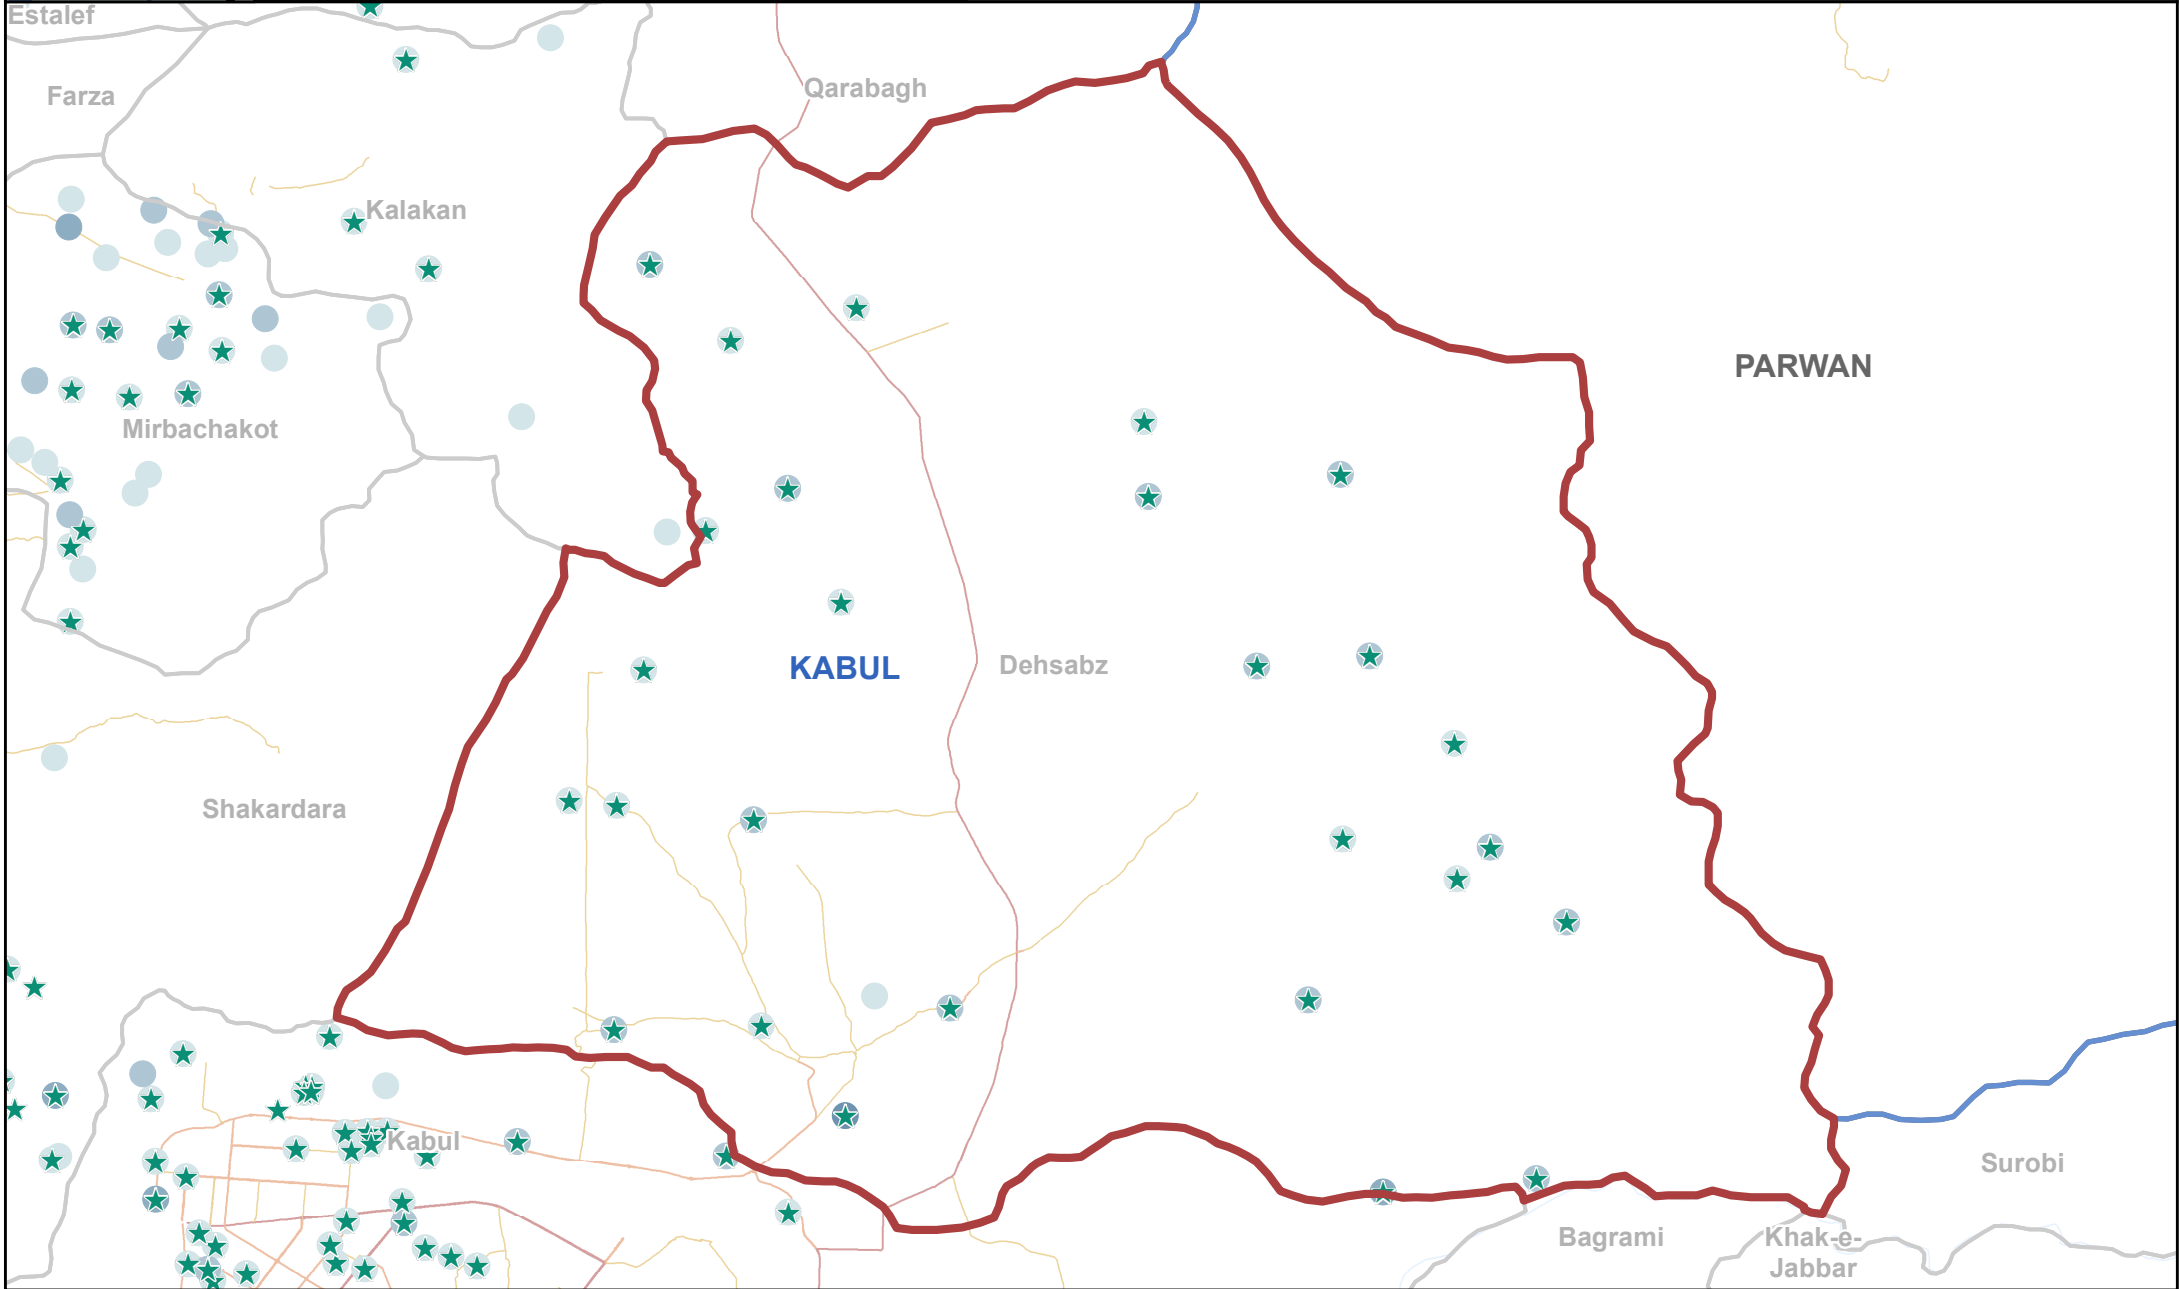 Estalef
Farza
Qarabagh
Kalakan
PARWAN
Mirbachakot
KABUL
Dehsabz
Shakardara
Kabul
Surobi
Bagrami
Khak-e-
Jabbar